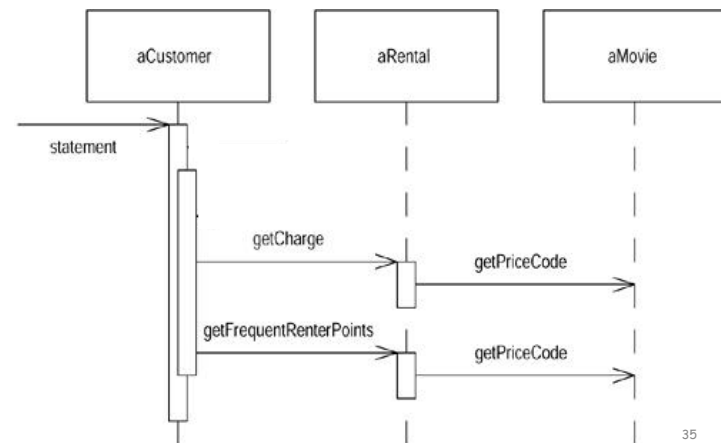 aCustomer
aRental
aMovie
statement
getCharge
getPriceCode
getFrequentRenterPoints
getPriceCode
35